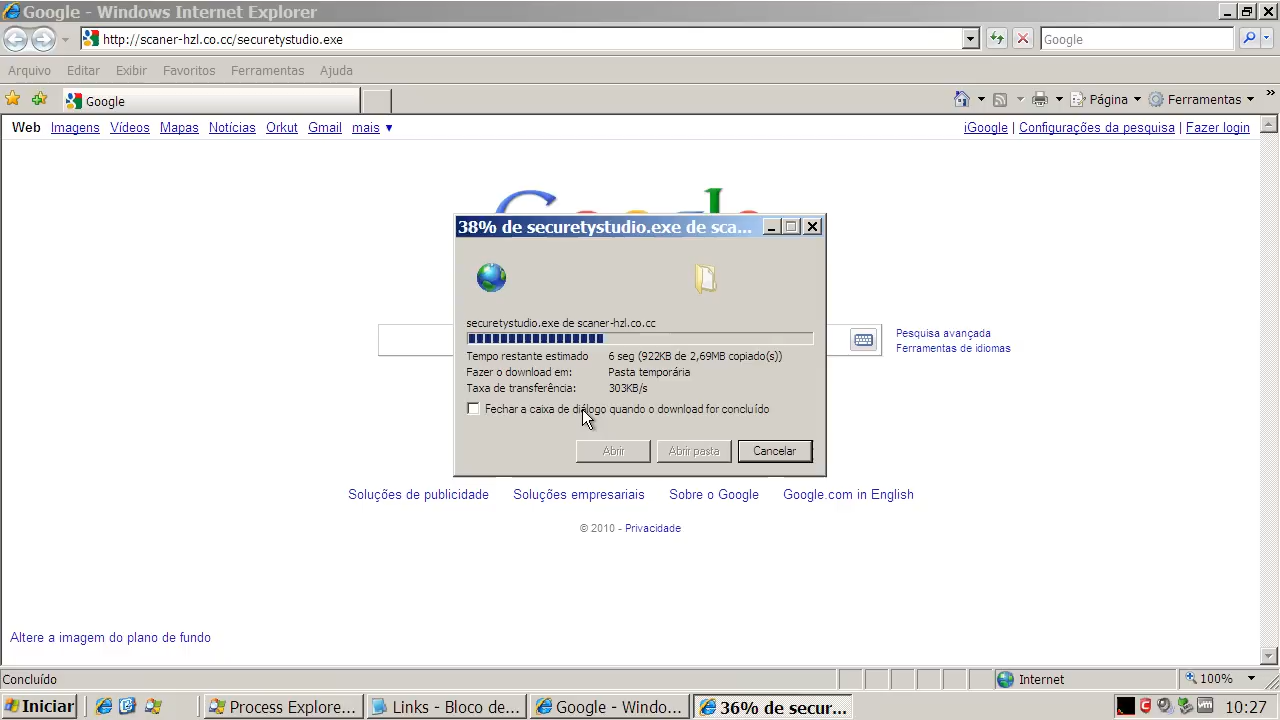 Google - Windows Internet Explorer
http://scaner-hzl.co.cc/securetystudio.exe
Google
Arquivo Editar Exibir Favoritos Ferramentas Ajuda
Google
Página Ferramentas »
Web Imagens Vídeos Mapas Notícias Orkut Gmail mais ▼
iGoogle | Configurações da pesquisa | Fazer login
38% de securetystudio.exe de sca...
securetystudio.exe de scaner-hzl.co.cc
Tempo restante estimado 6 seg (922KB de 2,69MB copiado(s))
Fazer o download em: Pasta temporária
Taxa de transferência: 303KB/s
Fechar a caixa de diálogo quando o download for concluído
Abrir Abrir pasta Cancelar
Pesquisa avançada
Ferramentas de idiomas
Soluções de publicidade Soluções empresariais Sobre o Google Google.com in English
© 2010 - Privacidade
Altere a imagem do plano de fundo
Concluído
Internet
100%
Iniciar
Process Explore...
Links - Bloco de...
Google - Windo...
36% de secur...
10:27